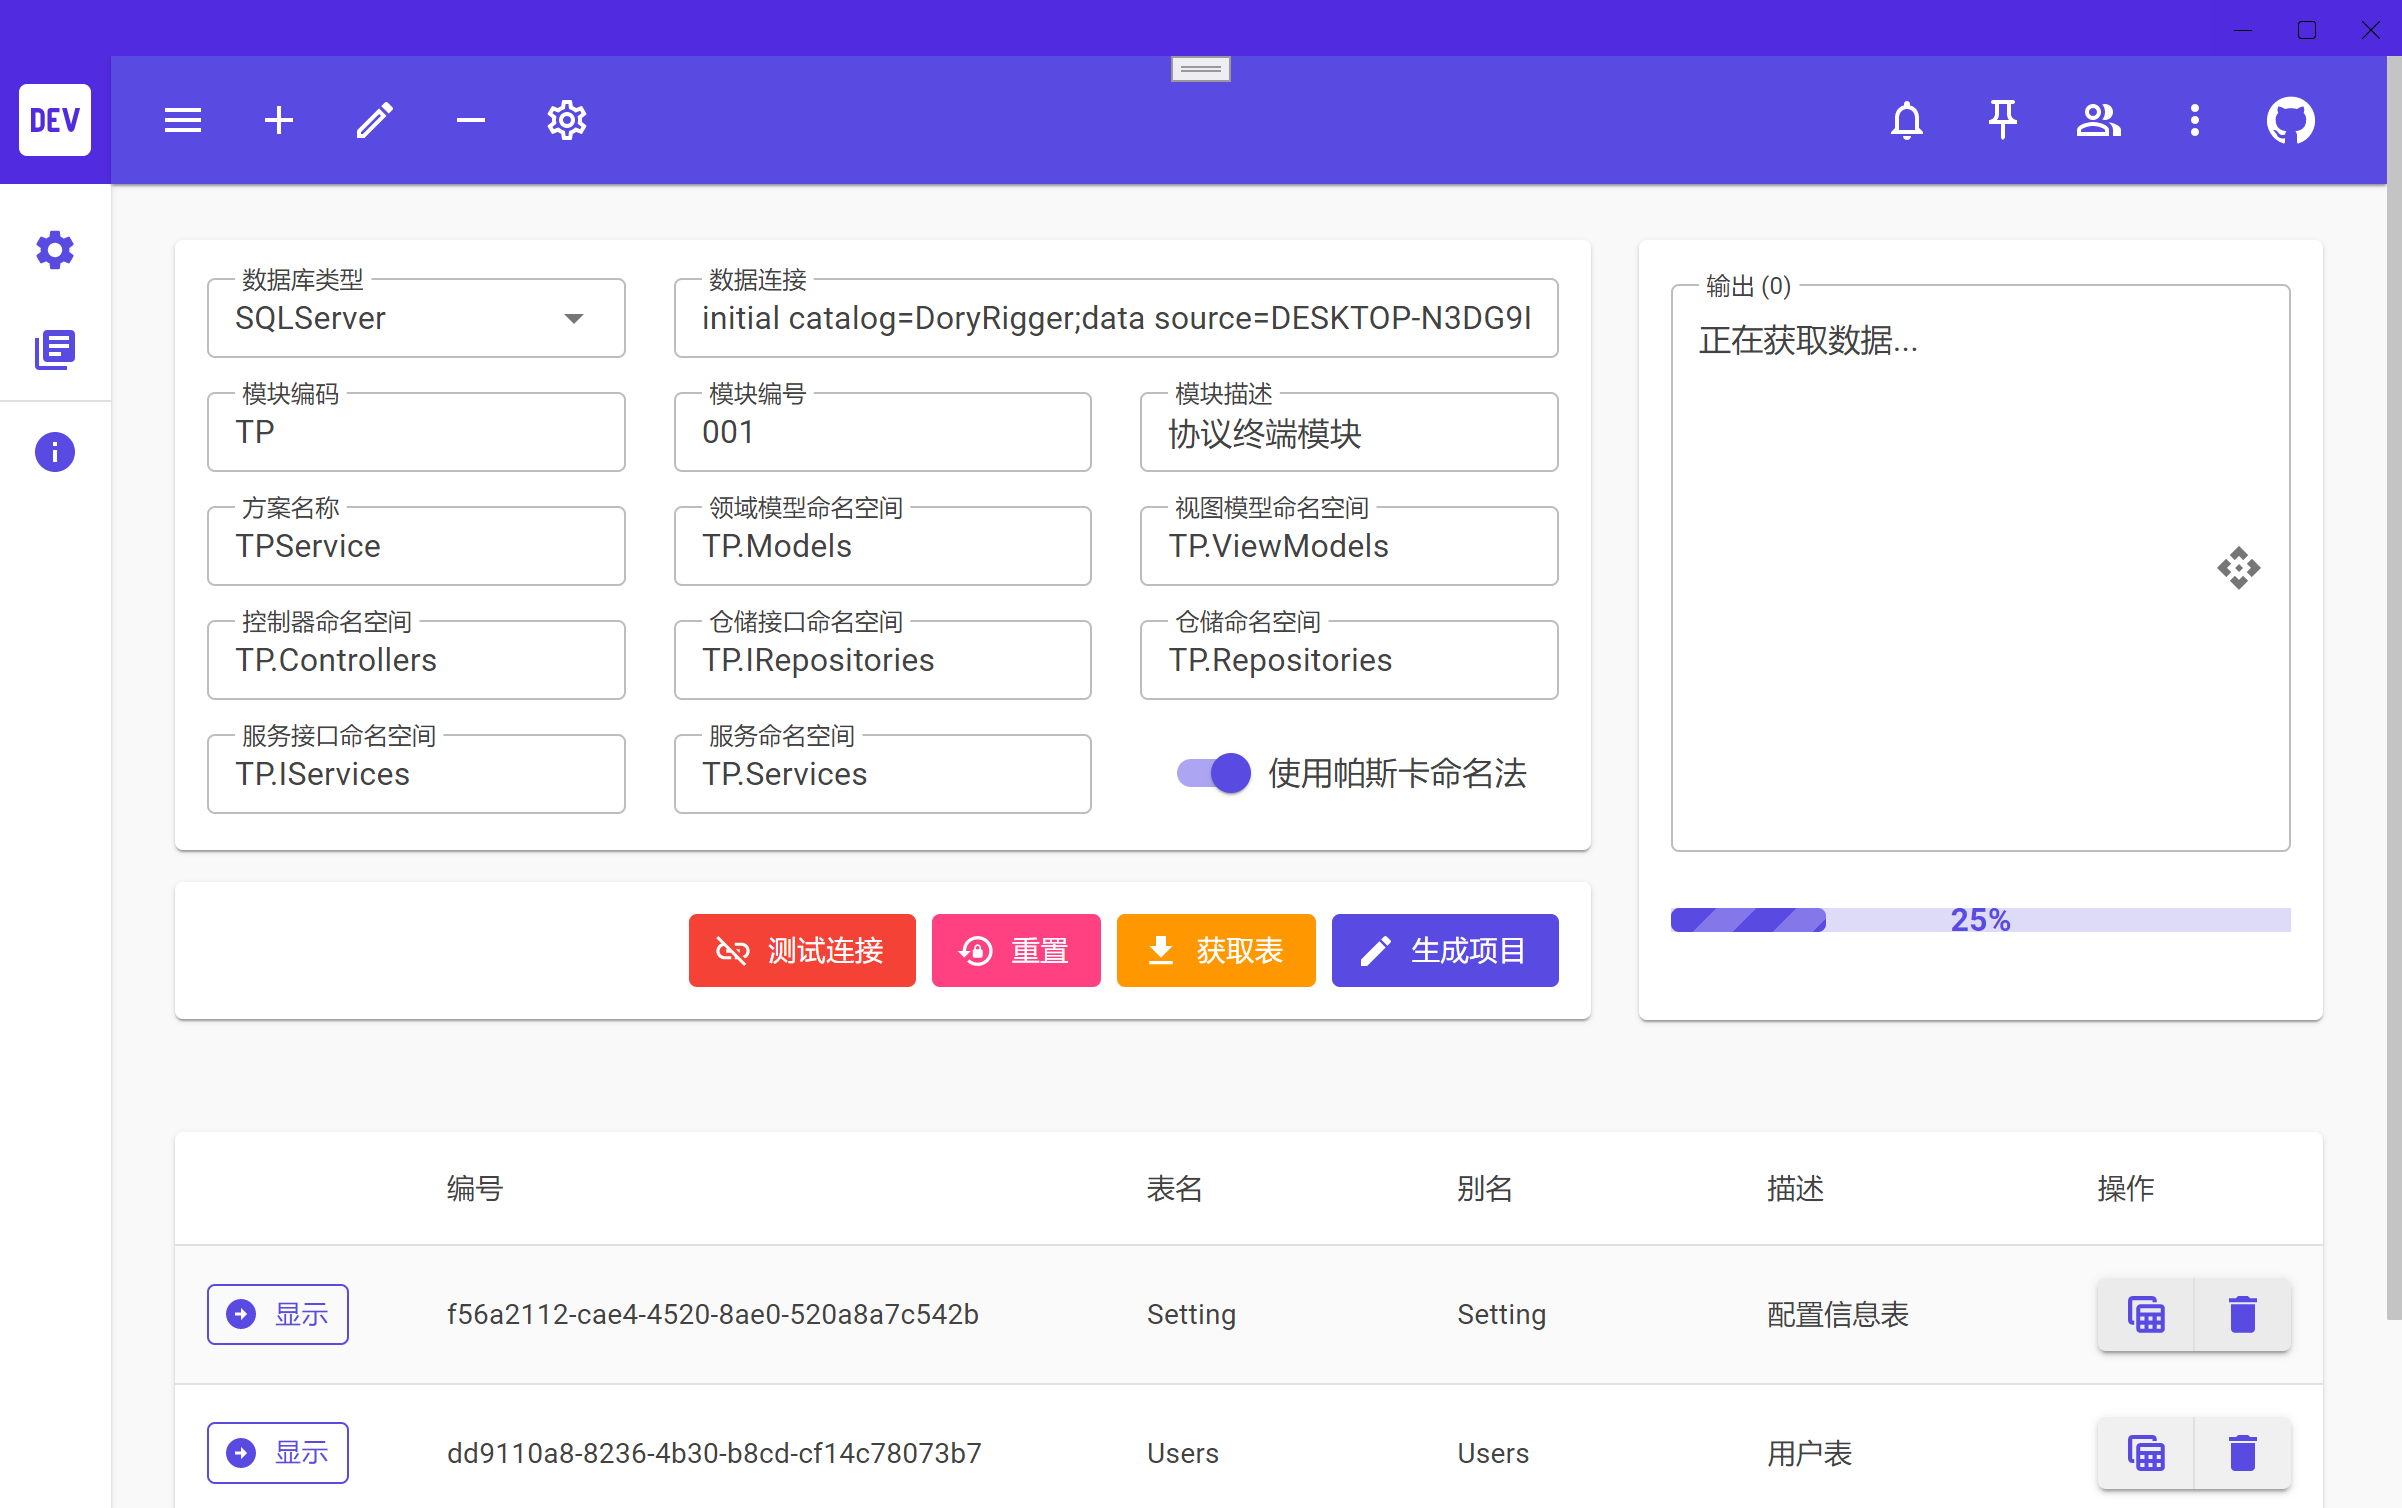 DEV
数据库类型
SQLServer
数据连接
initial catalog=DoryRigger;data source=DESKTOP-N3DG9I
模块编码
TP
模块编号
001
模块描述
协议终端模块
方案名称
TPService
领域模型命名空间
TP.Models
视图模型命名空间
TP.ViewModels
控制器命名空间
TP.Controllers
仓储接口命名空间
TP.IRepositories
仓储命名空间
TP.Repositories
服务接口命名空间
TP.IServices
服务命名空间
TP.Services
使用帕斯卡命名法
测试连接
重置
获取表
生成项目
输出 (0)
正在获取数据...
25%
编号 表名 别名 描述 操作
显示 f56a2112-cae4-4520-8ae0-520a8a7c542b Setting Setting 配置信息表
显示 dd9110a8-8236-4b30-b8cd-cf14c78073b7 Users Users 用户表